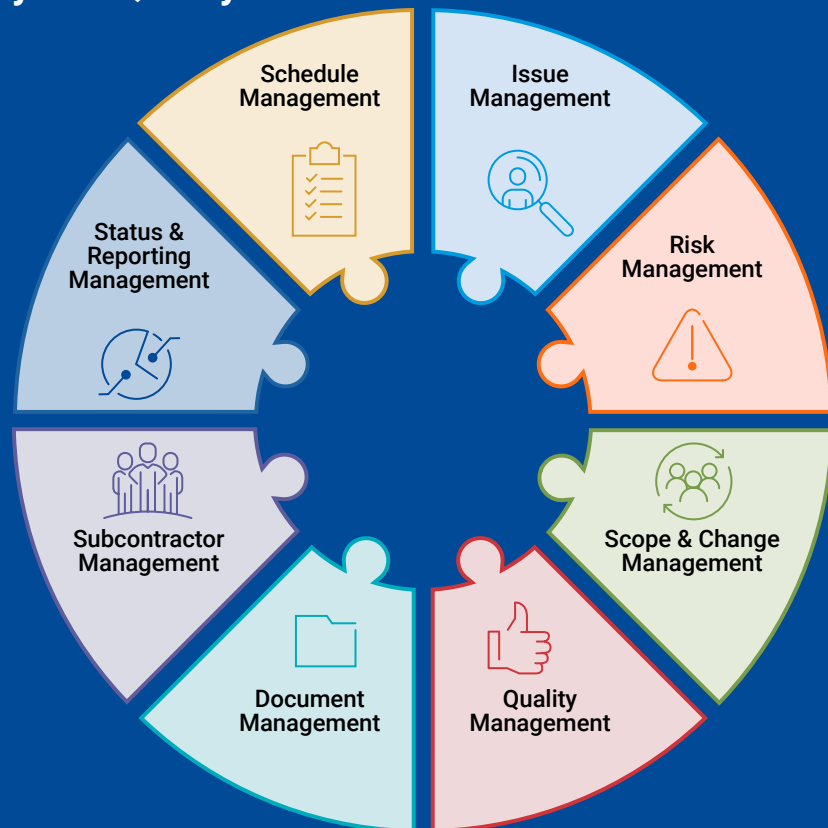 Schedule
Management
Issue
Management
Risk
Management
Scope & Change
Management
Quality
Management
Document
Management
Subcontractor
Management
Status &
Reporting
Management